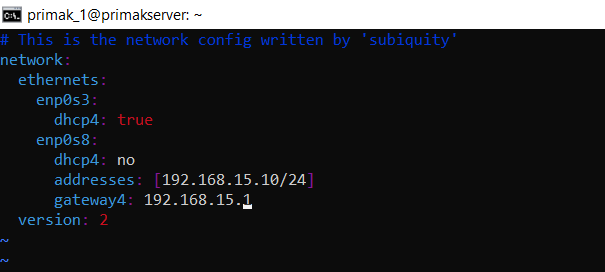 primak_1@primakserver: ~
# This is the network config written by 'subiquity'
network:
  ethernets:
    enp0s3:
      dhcp4: true
    enp0s8:
      dhcp4: no
      addresses: [192.168.15.10/24]
      gateway4: 192.168.15.1
  version: 2
~
~